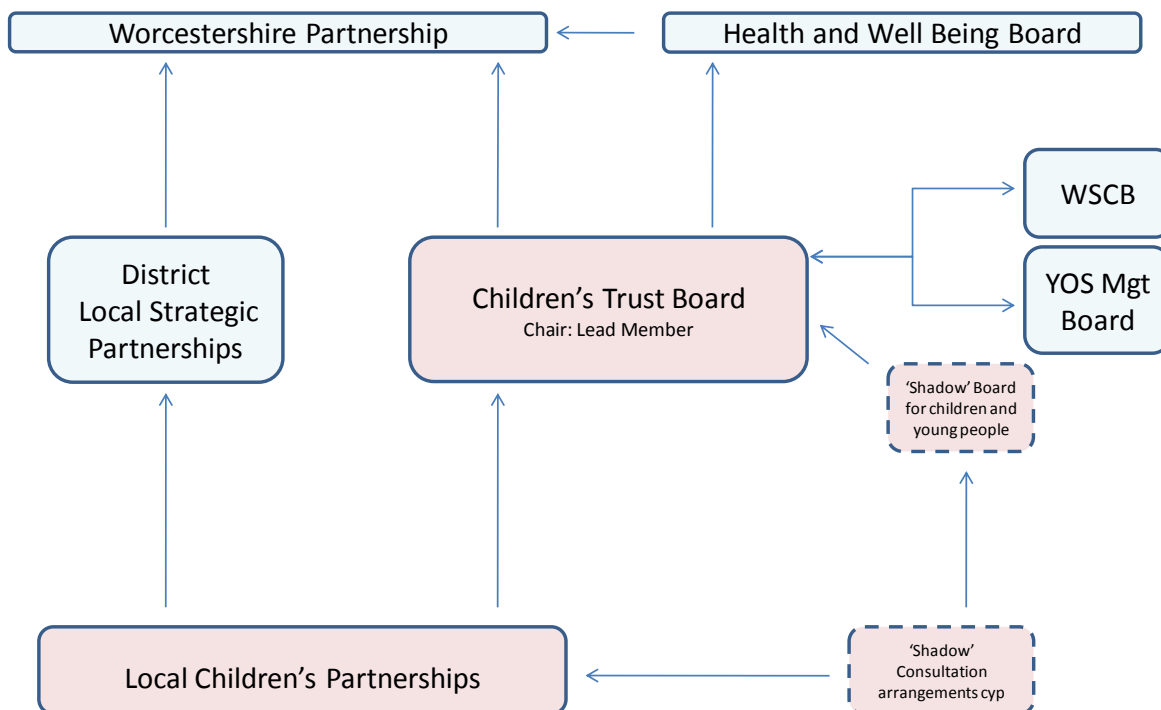 Worcestershire Partnership
Health and Well Being Board
WSCB
District
Local Strategic
Partnerships
Children’s Trust Board
Chair: Lead Member
YOS Mgt
Board
‘Shadow’ Board
for children and
young people
Local Children’s Partnerships
‘Shadow’
Consultation
arrangements cyp